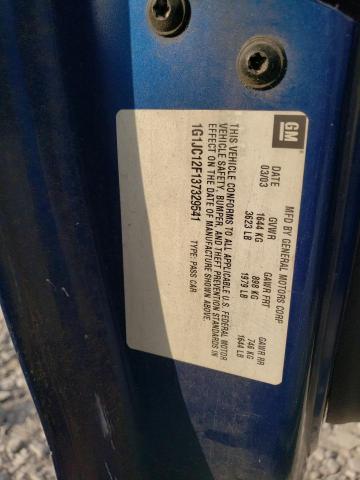 GM
MFD BY GENERAL MOTORS CORP
DATE GVWR GAWR FRT GAWR RR
03/03 1644 KG 898 KG 746 KG
3623 LB 1979 LB 1644 LB
THIS VEHICLE CONFORMS TO ALL APPLICABLE U.S. FEDERAL MOTOR
VEHICLE SAFETY, BUMPER, AND THEFT PREVENTION STANDARDS IN
EFFECT ON THE DATE OF MANUFACTURE SHOWN ABOVE.
1G1JC12F137329541 TYPE: PASS CAR